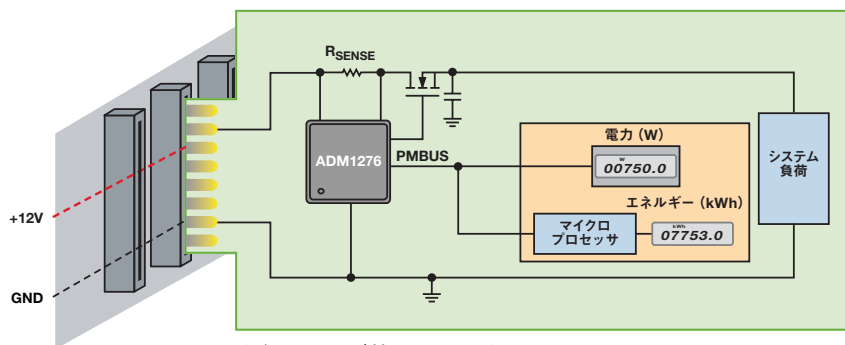 RSENSE
ADM1276
PMBUS
電力（W）
W
00750.0
エネルギー（kWh）
マイクロ
プロセッサ
kWh
07753.0
システム
負荷
+12V
GND